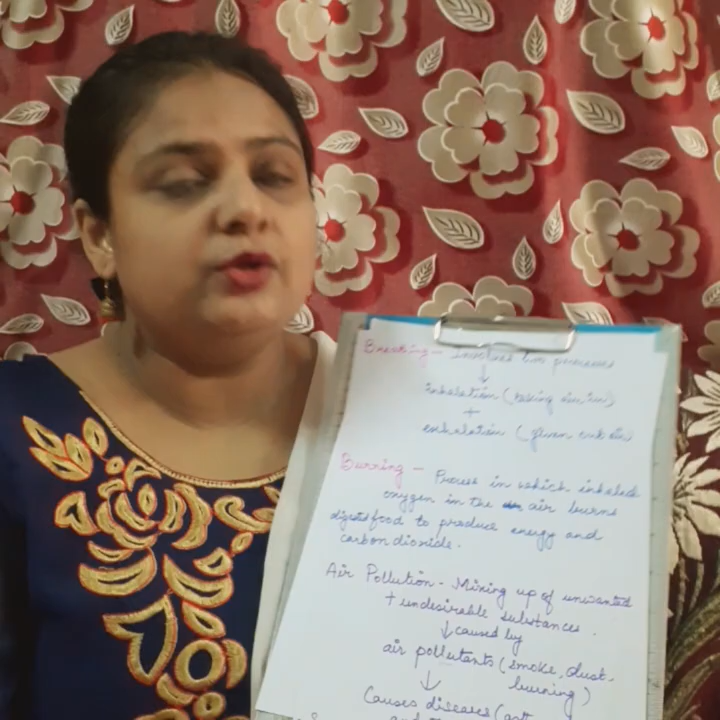 Breathing - Involves two processes
↓
inhalation (taking air in)
+
exhalation (given out air)
Burning - Process in which inhaled
oxygen in the air burns
digested food to produce energy and
carbon dioxide.
Air Pollution - Mixing up of unwanted
+ undesirable substances.
↓ caused by
air pollutants (smoke, dust,
burning)
↓
Causes diseases (ast